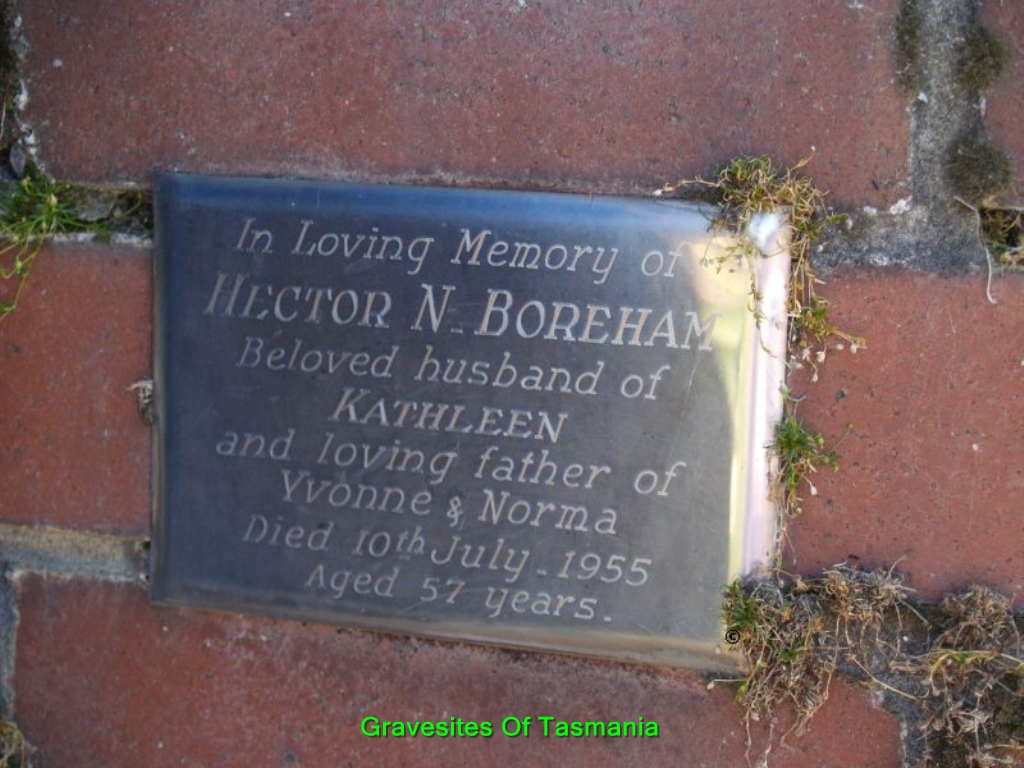 In Loving Memory of
HECTOR N. BOREHAM
Beloved husband of
KATHLEEN
and loving father of
Yvonne & Norma
Died 10th July. 1955
Aged 57 years.
©
Gravesites Of Tasmania